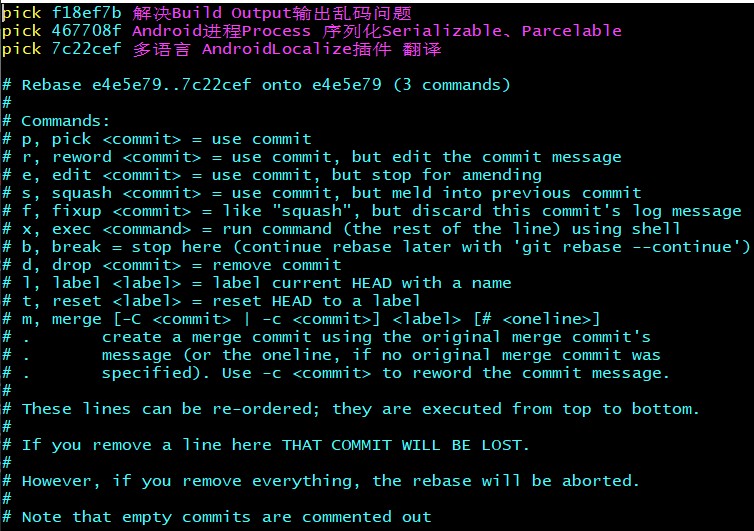 pick f18ef7b 解决Build Output输出乱码问题
pick 467708f Android进程Process 序列化Serializable、Parcelable
pick 7c22cef 多语言 AndroidLocalize插件 翻译

# Rebase e4e5e79..7c22cef onto e4e5e79 (3 commands)
#
# Commands:
# p, pick <commit> = use commit
# r, reword <commit> = use commit, but edit the commit message
# e, edit <commit> = use commit, but stop for amending
# s, squash <commit> = use commit, but meld into previous commit
# f, fixup <commit> = like "squash", but discard this commit's log message
# x, exec <command> = run command (the rest of the line) using shell
# b, break = stop here (continue rebase later with 'git rebase --continue')
# d, drop <commit> = remove commit
# l, label <label> = label current HEAD with a name
# t, reset <label> = reset HEAD to a label
# m, merge [-C <commit> | -c <commit>] <label> [# <oneline>]
# .       create a merge commit using the original merge commit's
# .       message (or the oneline, if no original merge commit was
# .       specified). Use -c <commit> to reword the commit message.
#
# These lines can be re-ordered; they are executed from top to bottom.
#
# If you remove a line here THAT COMMIT WILL BE LOST.
#
# However, if you remove everything, the rebase will be aborted.
#
# Note that empty commits are commented out